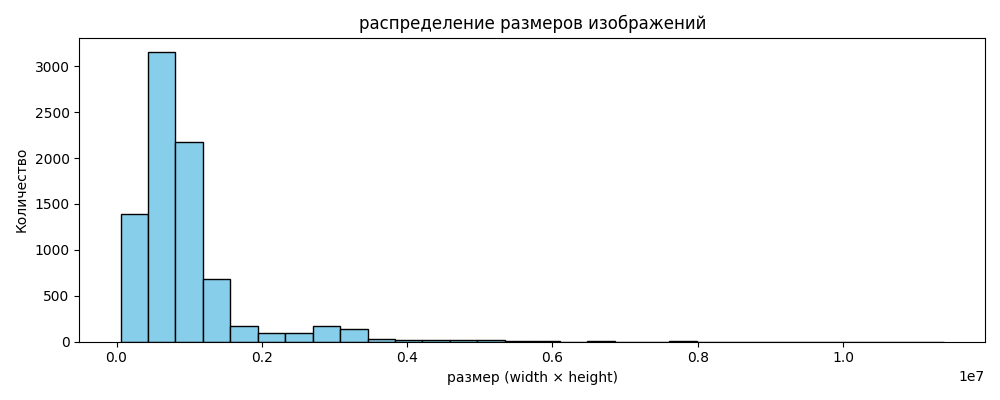 распределение размеров изображений
3000
2500
2000
1500
1000
500
0
Количество
0.0 0.2 0.4 0.6 0.8 1.0
1e7
размер (width × height)